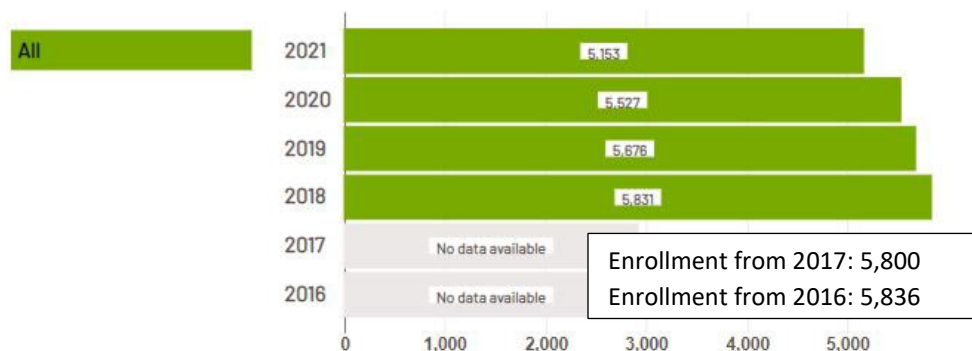 All
2021
5,153
2020
5,527
2019
5,676
2018
5,831
2017
No data available
2016
No data available
Enrollment from 2017: 5,800
Enrollment from 2016: 5,836
0 1,000 2,000 3,000 4,000 5,000